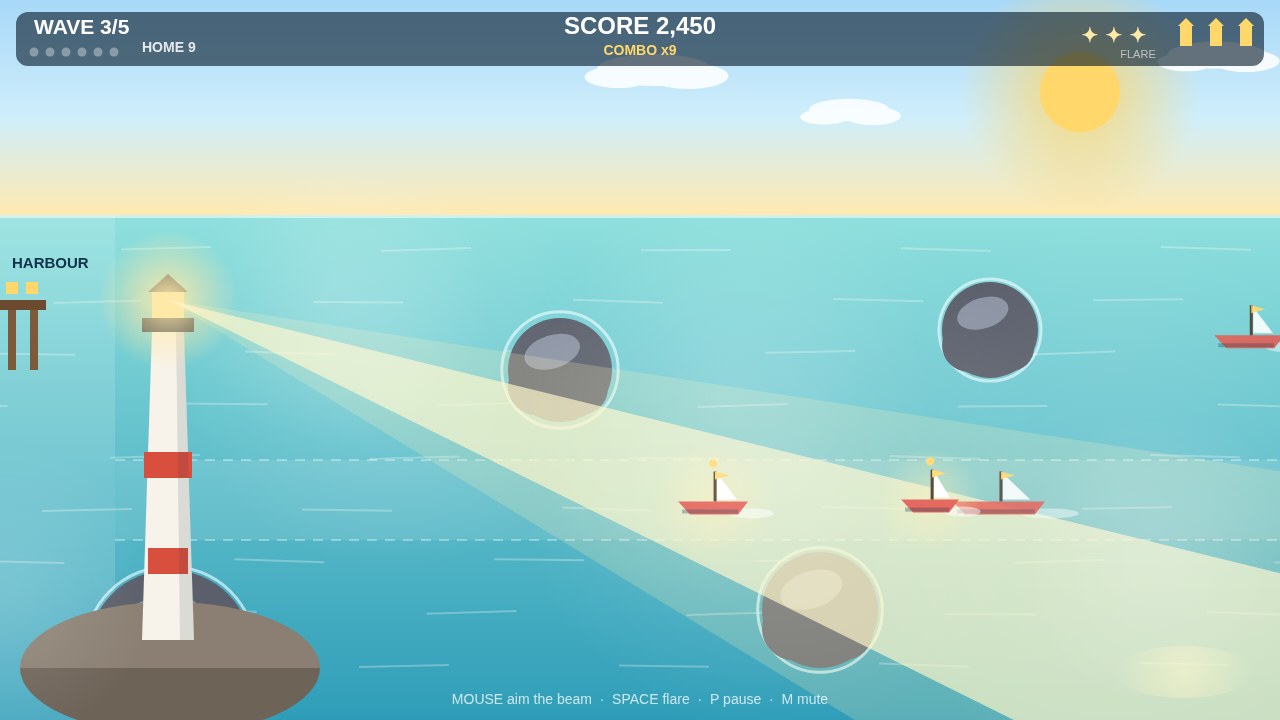 WAVE 3/5
HOME 9
SCORE 2,450
COMBO x9
FLARE
HARBOUR
MOUSE aim the beam · SPACE flare · P pause · M mute